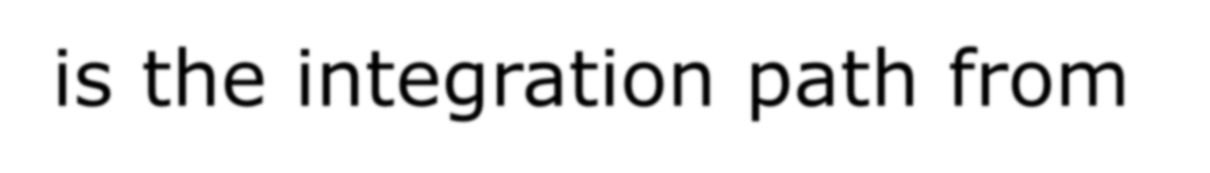 is the integration path from